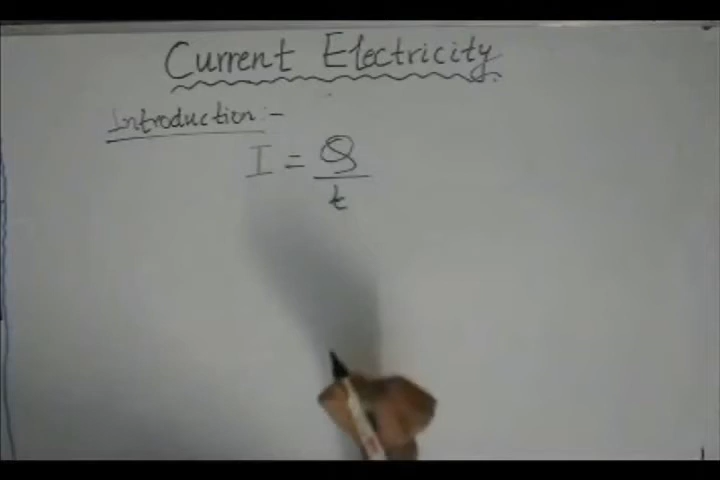 Current Electricity
Introduction :-
I = Q/t